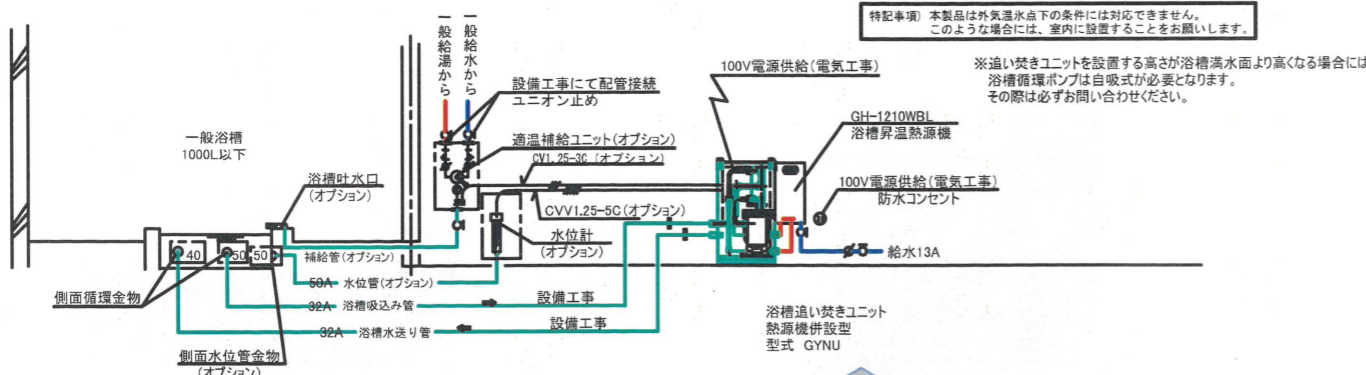 特記事項) 本製品は外気温氷点下の条件には対応できません。
このような場合には、室内に設置することをお願いします。
※追い焚きユニットを設置する高さが浴槽満水面より高くなる場合には
浴槽循環ポンプは自吸式が必要となります。
その際は必ずお問い合わせください。
一般給湯から
一般給水から
設備工事にて配管接続
ユニオン止め
100V電源供給(電気工事)
適温補給ユニット(オプション)
CV1.25-3C (オプション)
GH-1210WBL
浴槽昇温熱源機
一般浴槽
1000L以下
浴槽吐水口
(オプション)
100V電源供給(電気工事)
防水コンセント
CVV1.25-5C(オプション)
水位計
(オプション)
給水13A
40
50
50
補給管(オプション)
50A 水位管(オプション)
側面循環金物
32A 浴槽吸込み管
設備工事
32A 浴槽水送り管
設備工事
側面水位管金物
(オプション)
浴槽追い焚きユニット
熱源機併設型
型式 GYNU